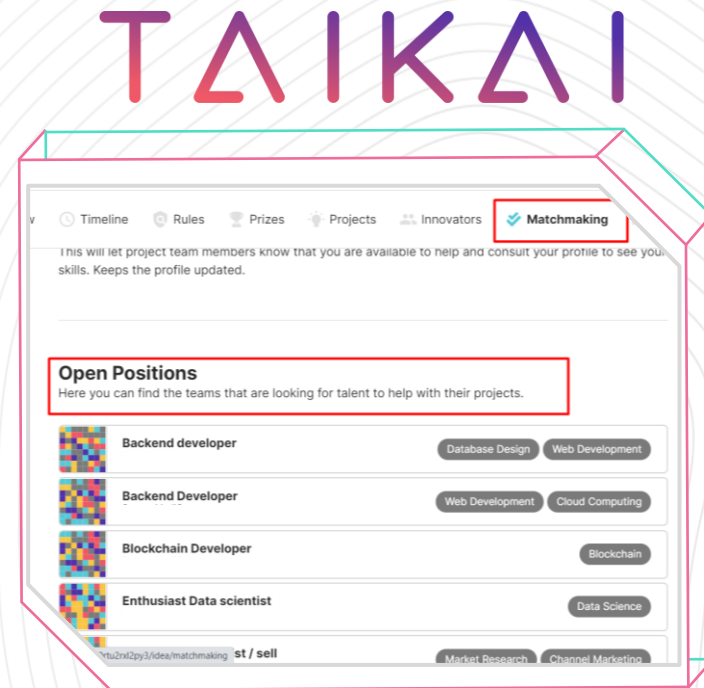 TAIKAI
w Timeline Rules Prizes Projects Innovators Matchmaking
This will let project team members know that you are available to help and consult your profile to see your
skills. Keeps the profile updated.
Open Positions
Here you can find the teams that are looking for talent to help with their projects.
Backend developer Database Design Web Development
Backend Developer Web Development Cloud Computing
Blockchain Developer Blockchain
Enthusiast Data scientist Data Science
st / sell Market Research Channel Marketing
/idea/matchmaking